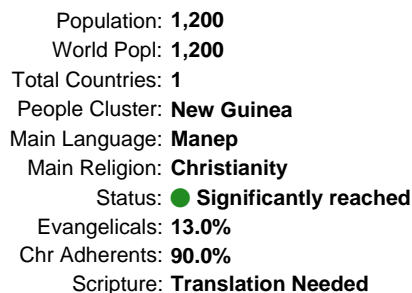 Population: 1,200
World Popl: 1,200
Total Countries: 1
People Cluster: New Guinea
Main Language: Manep
Main Religion: Christianity
Status: Significantly reached
Evangelicals: 13.0%
Chr Adherents: 90.0%
Scripture: Translation Needed